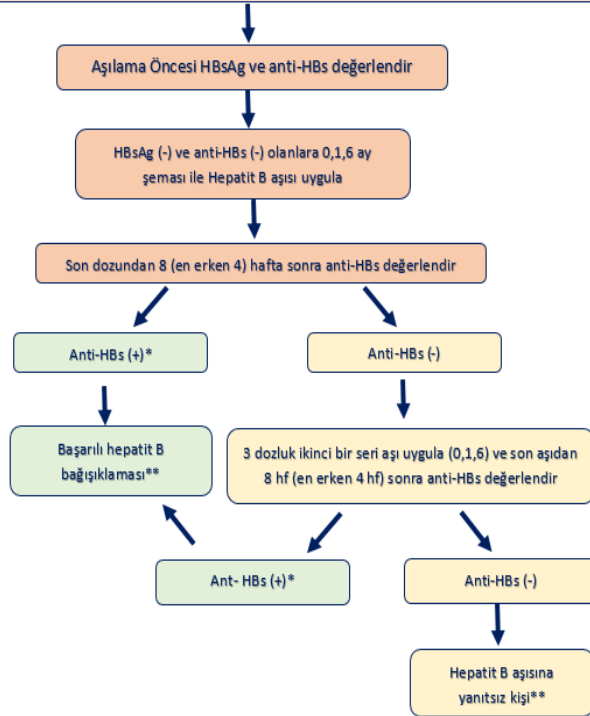 Aşılama Öncesi HBsAg ve anti-HBs değerlendir
HBsAg (-) ve anti-HBs (-) olanlara 0,1,6 ay
şeması ile Hepatit B aşısı uygula
Son dozundan 8 (en erken 4) hafta sonra anti-HBs değerlendir
Anti-HBs (+)*
Anti-HBs (-)
Başarılı hepatit B
bağışıklaması**
3 dozluk ikinci bir seri aşı uygula (0,1,6) ve son aşıdan
8 hf (en erken 4 hf) sonra anti-HBs değerlendir
Ant- HBs (+)*
Anti-HBs (-)
Hepatit B aşısına
yanıtsız kişi**